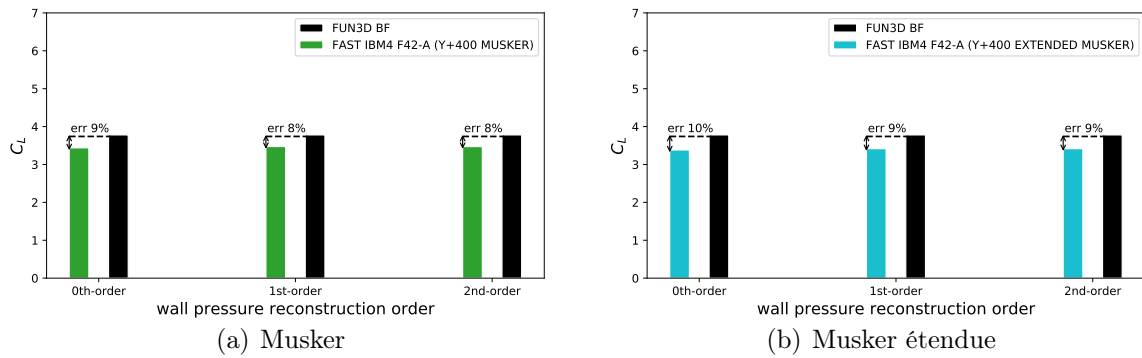 7
6
5
4
3
2
1
0
C_L
FUN3D BF
FAST IBM4 F42-A (Y+400 MUSKER)
err 9%
err 8%
err 8%
0th-order
1st-order
2nd-order
wall pressure reconstruction order
(a) Musker
7
6
5
4
3
2
1
0
C_L
FUN3D BF
FAST IBM4 F42-A (Y+400 EXTENDED MUSKER)
err 10%
err 9%
err 9%
0th-order
1st-order
2nd-order
wall pressure reconstruction order
(b) Musker étendue